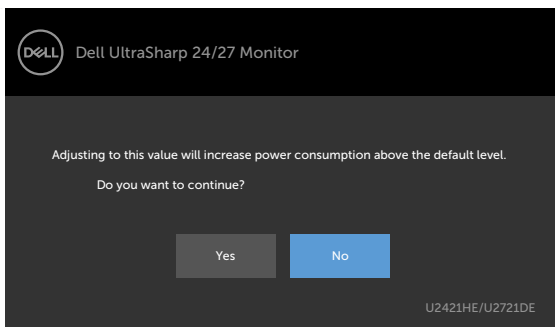 DELL
Dell UltraSharp 24/27 Monitor
Adjusting to this value will increase power consumption above the default level.
Do you want to continue?
Yes
No
U2421HE/U2721DE